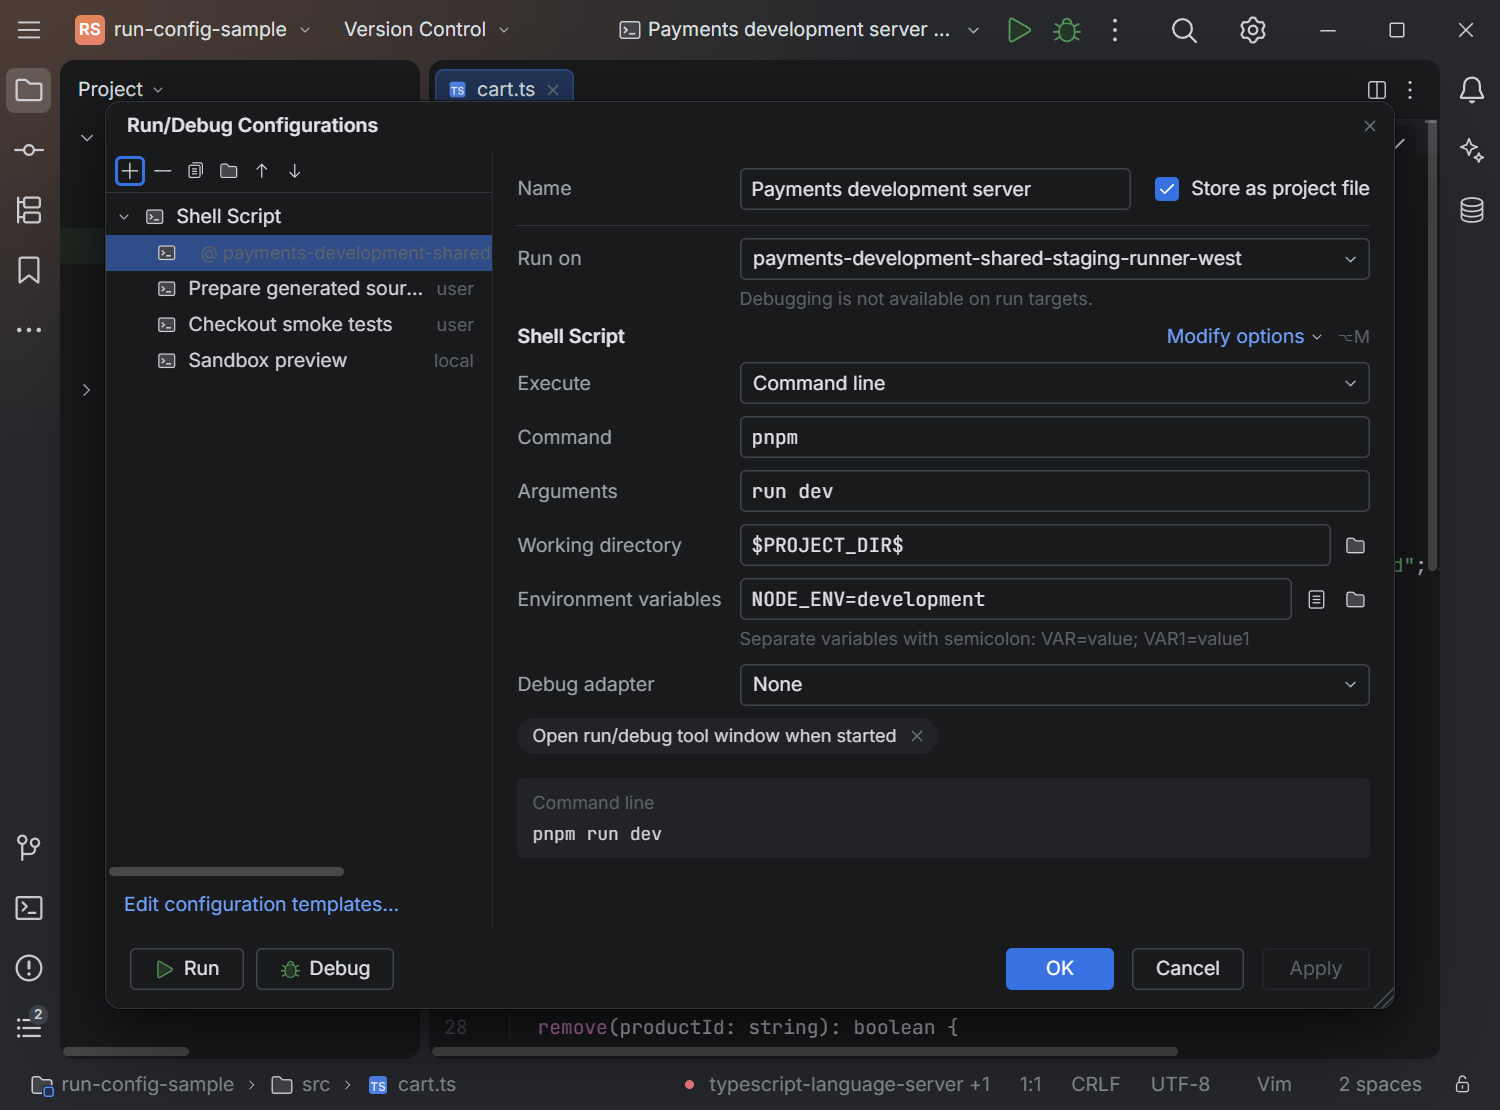 RS run-config-sample
Version Control
Payments development server ...
Project
TS cart.ts
Run/Debug Configurations
Shell Script
@ payments-development-shared
Prepare generated sour... user
Checkout smoke tests user
Sandbox preview local
Edit configuration templates...
Name
Payments development server
Store as project file
Run on
payments-development-shared-staging-runner-west
Debugging is not available on run targets.
Shell Script
Modify options
⌥M
Execute
Command line
Command
pnpm
Arguments
run dev
Working directory
$PROJECT_DIR$
Environment variables
NODE_ENV=development
Separate variables with semicolon: VAR=value; VAR1=value1
Debug adapter
None
Open run/debug tool window when started
Command line
pnpm run dev
Run
Debug
OK
Cancel
Apply
d";
2
28 remove(productId: string): boolean {
run-config-sample
src
TS cart.ts
typescript-language-server +1
1:1
CRLF
UTF-8
Vim
2 spaces